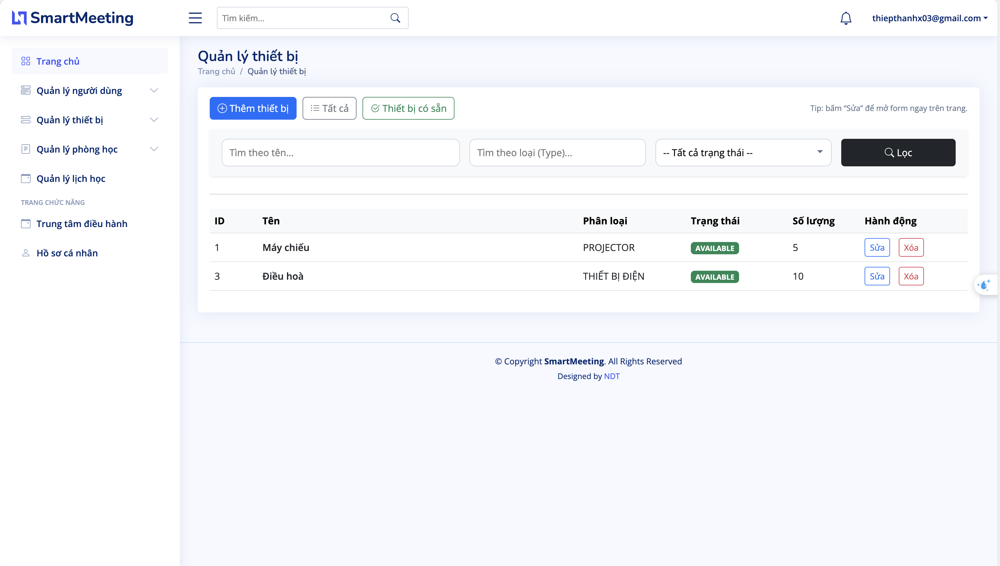 SmartMeeting
Tìm kiếm...
thiepthanhx03@gmail.com
Trang chủ
Quản lý người dùng
Quản lý thiết bị
Quản lý phòng học
Quản lý lịch học
TRANG CHỨC NĂNG
Trung tâm điều hành
Hồ sơ cá nhân
Quản lý thiết bị
Trang chủ / Quản lý thiết bị
Thêm thiết bị Tất cả Thiết bị có sẵn Tip: bấm “Sửa” để mở form ngay trên trang.
Tìm theo tên... Tìm theo loại (Type)... -- Tất cả trạng thái -- Lọc
ID Tên Phân loại Trạng thái Số lượng Hành động
1 Máy chiếu PROJECTOR AVAILABLE 5 Sửa Xóa
3 Điều hoà THIẾT BỊ ĐIỆN AVAILABLE 10 Sửa Xóa
© Copyright SmartMeeting. All Rights Reserved
Designed by NDT